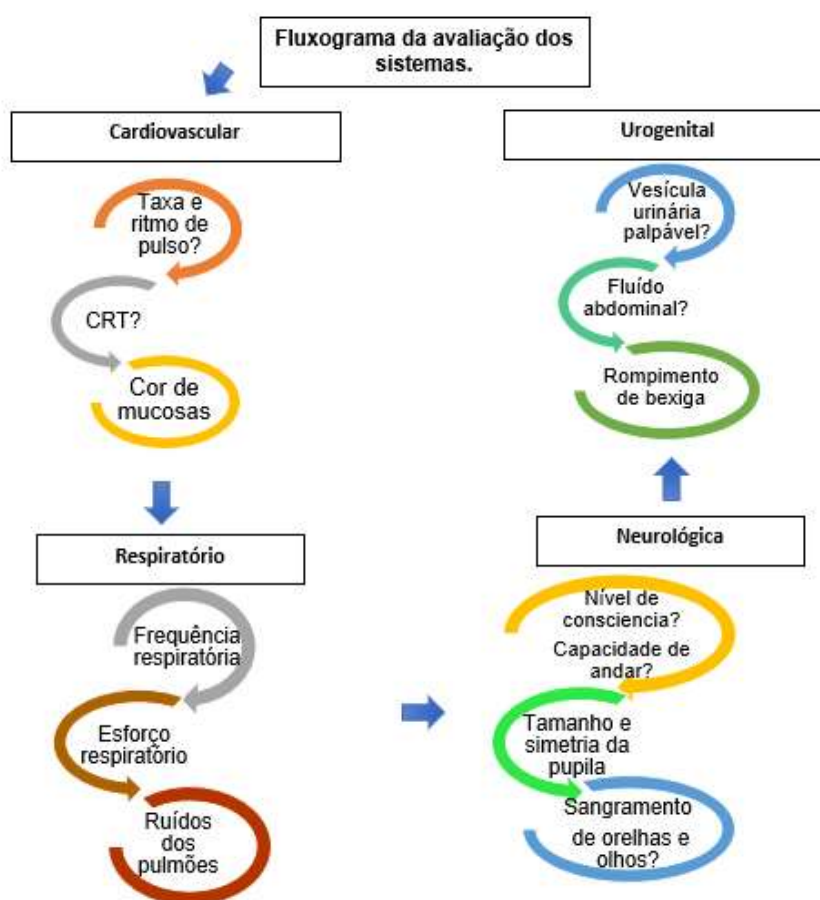 Fluxograma da avaliação dos
sistemas.
Cardiovascular
Taxa e
ritmo de
pulso?
CRT?
Cor de
mucosas
Respiratório
Frequência
respiratória
Esforço
respiratório
Ruídos
dos
pulmões
Neurológica
Nível de
consciencia?
Capacidade de
andar?
Tamanho e
simetria da
pupila
Sangramento
de orelhas e
olhos?
Urogenital
Vesícula
urinária
palpável?
Fluído
abdominal?
Rompimento
de bexiga